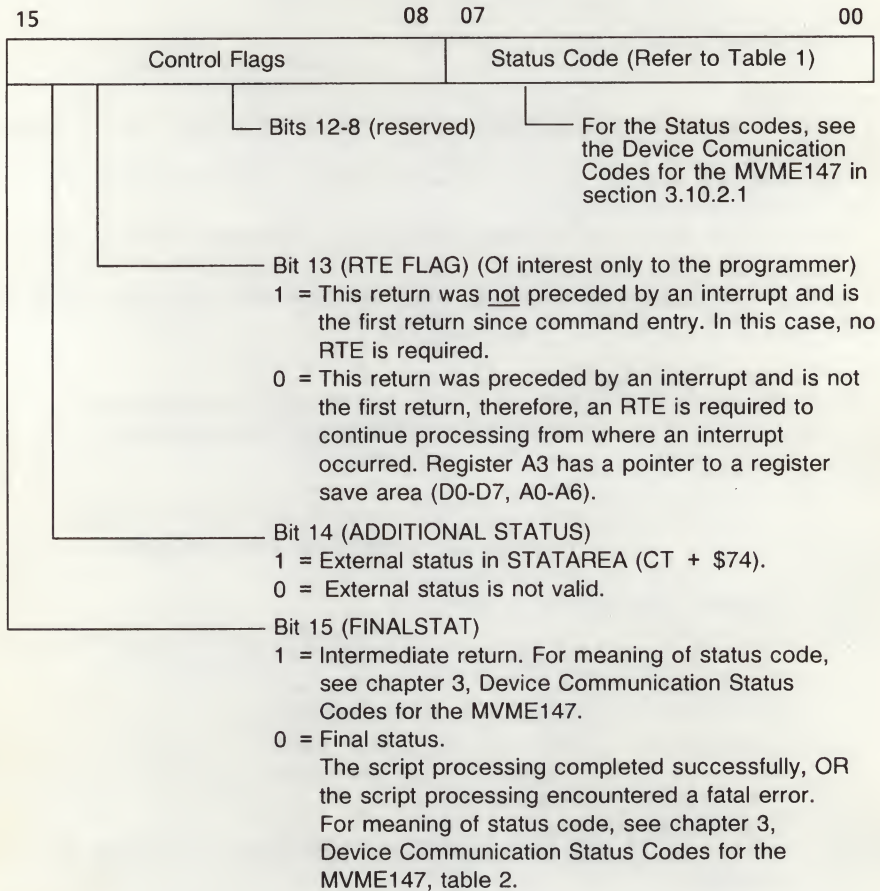 15 08 07 00
Control Flags Status Code (Refer to Table 1)
Bits 12-8 (reserved)
For the Status codes, see
the Device Comunication
Codes for the MVME147 in
section 3.10.2.1
Bit 13 (RTE FLAG) (Of interest only to the programmer)
1 = This return was not preceded by an interrupt and is
the first return since command entry. In this case, no
RTE is required.
0 = This return was preceded by an interrupt and is not
the first return, therefore, an RTE is required to
continue processing from where an interrupt
occurred. Register A3 has a pointer to a register
save area (D0-D7, A0-A6).
Bit 14 (ADDITIONAL STATUS)
1 = External status in STATAREA (CT + $74).
0 = External status is not valid.
Bit 15 (FINALSTAT)
1 = Intermediate return. For meaning of status code,
see chapter 3, Device Communication Status
Codes for the MVME147.
0 = Final status.
The script processing completed successfully, OR
the script processing encountered a fatal error.
For meaning of status code, see chapter 3,
Device Communication Status Codes for the
MVME147, table 2.